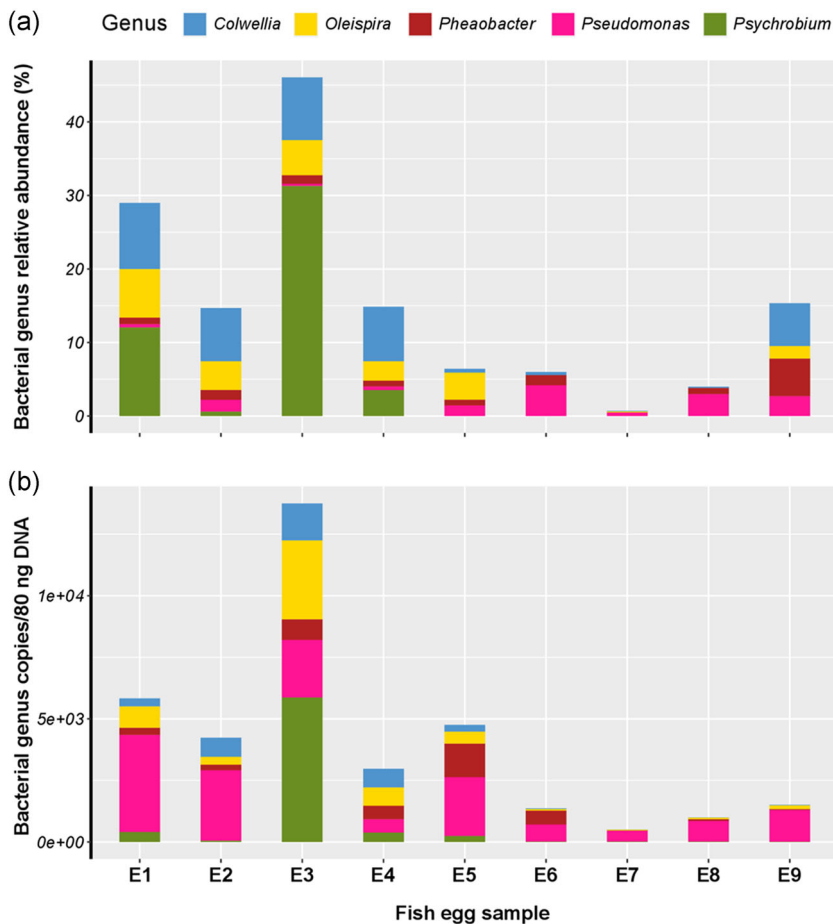 (a) Genus Colwellia Oleispira Pheaobacter Pseudomonas Psychrobium
Bacterial genus relative abundance (%)
40
30
20
10
0
(b)
Bacterial genus copies/80 ng DNA
1e+04
5e+03
0e+00
E1 E2 E3 E4 E5 E6 E7 E8 E9
Fish egg sample